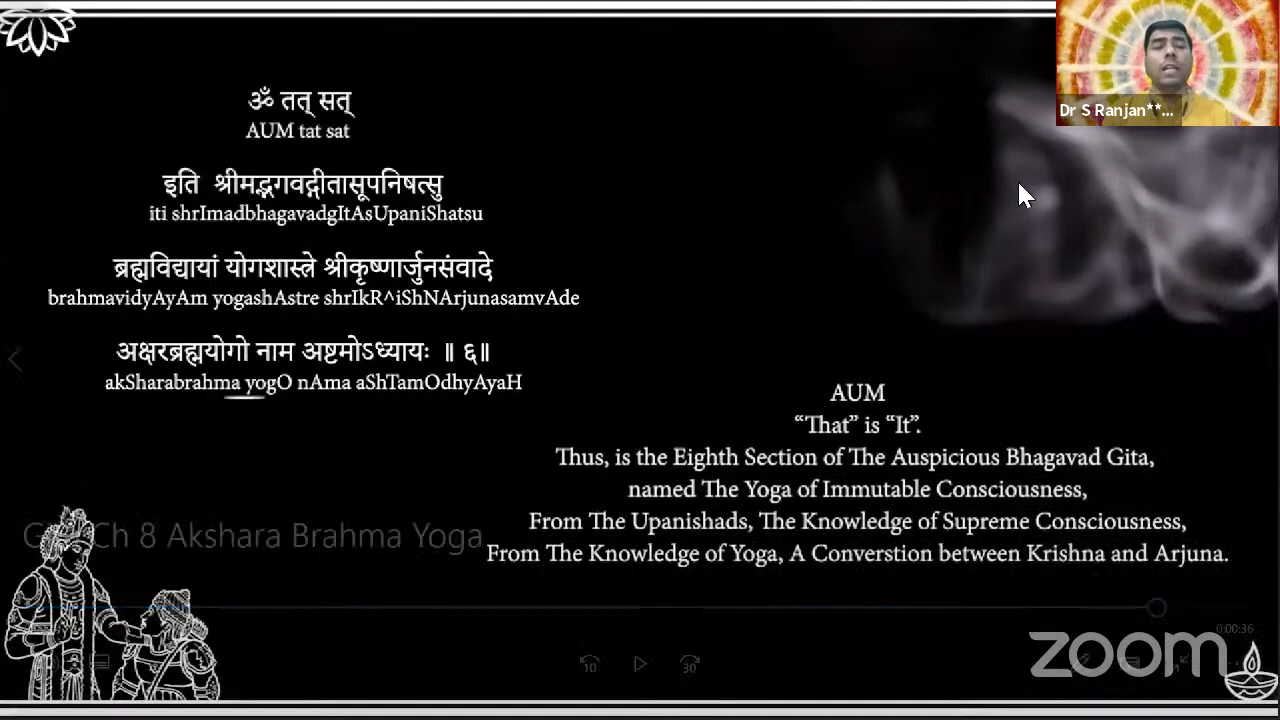 ॐ तत् सत्
AUM tat sat
इति श्रीमद्भगवद्गीतासूपनिषत्सु
iti shrImadbhagavadgItAsUpaniShatsu
ब्रह्मविद्यायां योगशास्त्रे श्रीकृष्णार्जुनसंवादे
brahmavidyAyAm yogashAstre shrIkR^iShNArjunasamvAde
अक्षरब्रह्मयोगो नाम अष्टमोऽध्यायः ॥ ६॥
akSharabrahma yogO nAma aShTamOdhyAyaH
AUM
“That” is “It”.
Thus, is the Eighth Section of The Auspicious Bhagavad Gita,
named The Yoga of Immutable Consciousness,
From The Upanishads, The Knowledge of Supreme Consciousness,
From The Knowledge of Yoga, A Converstion between Krishna and Arjuna.
Ch 8 Akshara Brahma Yoga
Dr S Ranjan**...
0:00:36
10
30
zoom